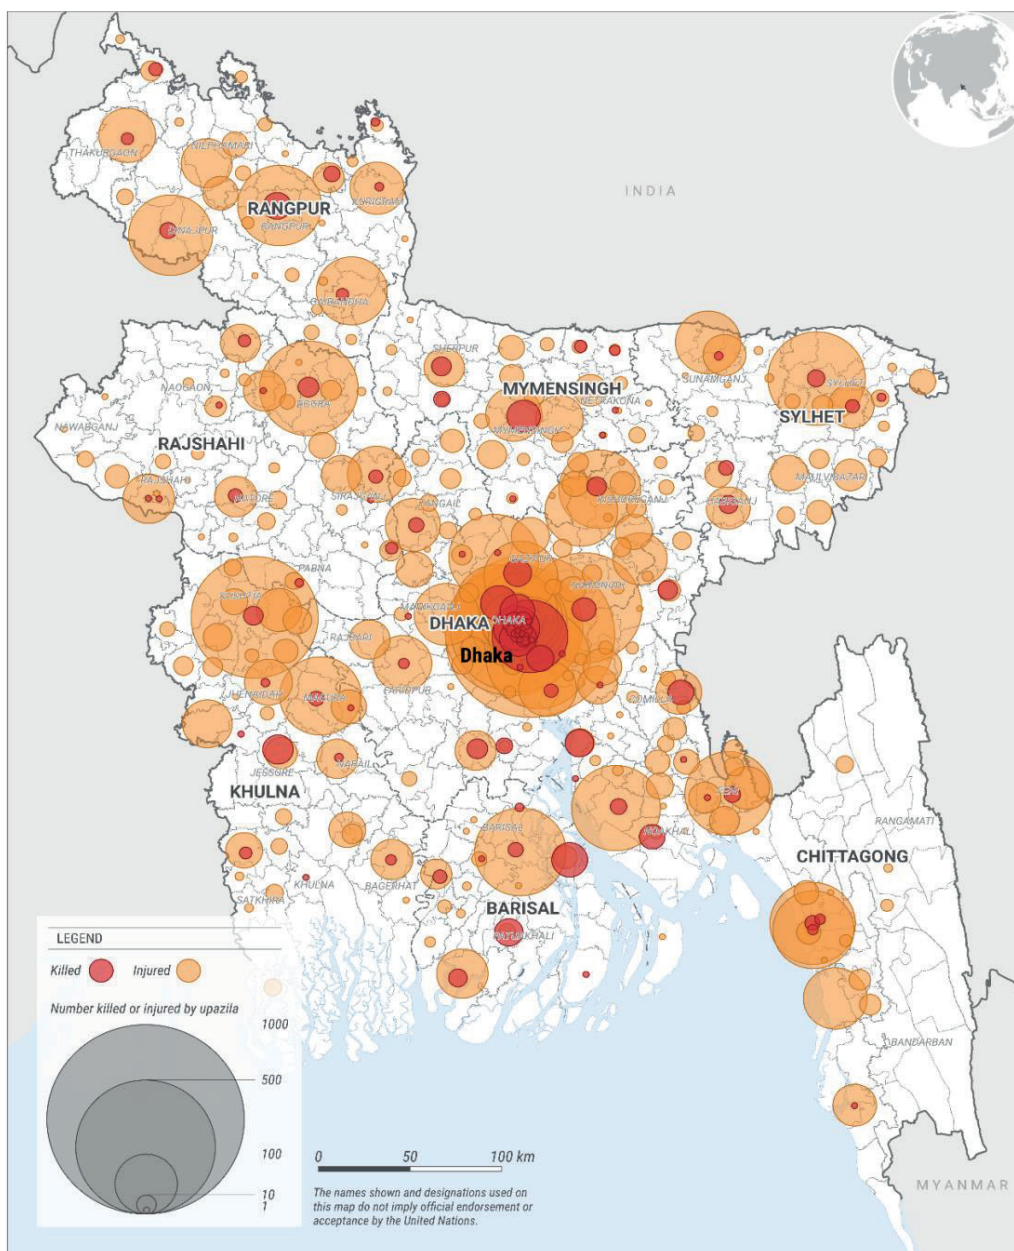 INDIA
THAKURGAON
NILPHAMARI
RANGPUR
KURIGRAM
RANGPUR
DINAJPUR
GAIBANDHA
SHERPUR
SUNAMGANJ
NAOGAON
BOGRA
MYMENSINGH
NETRAKONA
SYLHET
SYLHET
NAWABGANJ
RAJSHAHI
MYMENSINGH
RAJSHAHI
NATORE
SIRAJGANJ
TANGAIL
KISHOREGANJ
HABIGANJ
MAULVIBAZAR
PABNA
GAZIPUR
KUSHTIA
MANIKGANJ
NARSINGDI
DHAKA
DHAKA
RAJBARI
Dhaka
JHENAIDAH
MAGURA
FARIDPUR
COMILLA
JESSORE
NARAIL
KHULNA
FENI
RANGAMATI
BARISAL
NOAKHALI
CHITTAGONG
SATKHIRA
KHULNA
BAGERHAT
BARISAL
PATUAKHALI
BANDARBAN
MYANMAR
LEGEND
Killed
Injured
Number killed or injured by upazila
1000
500
100
10
1
0 50 100 km
The names shown and designations used on
this map do not imply official endorsement or
acceptance by the United Nations.